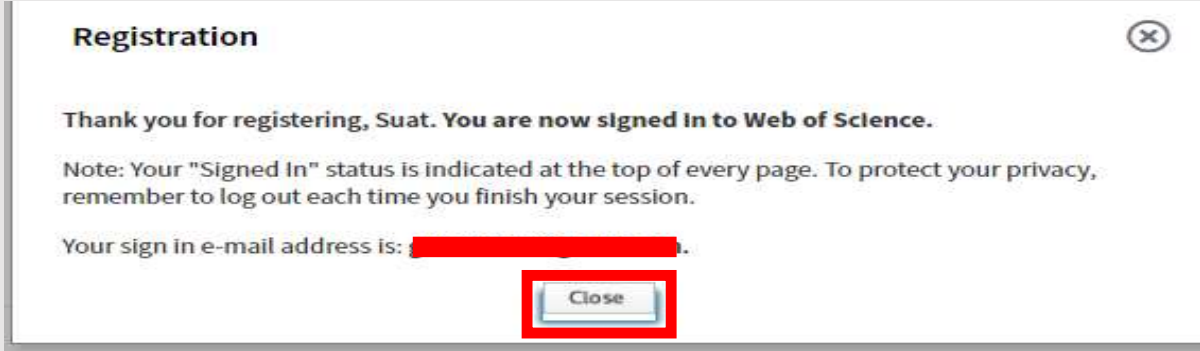 Registration
Thank you for registering, Suat. You are now signed in to Web of Science.
Note: Your "Signed In" status is indicated at the top of every page. To protect your privacy,
remember to log out each time you finish your session.
Your sign in e-mail address is:
Close